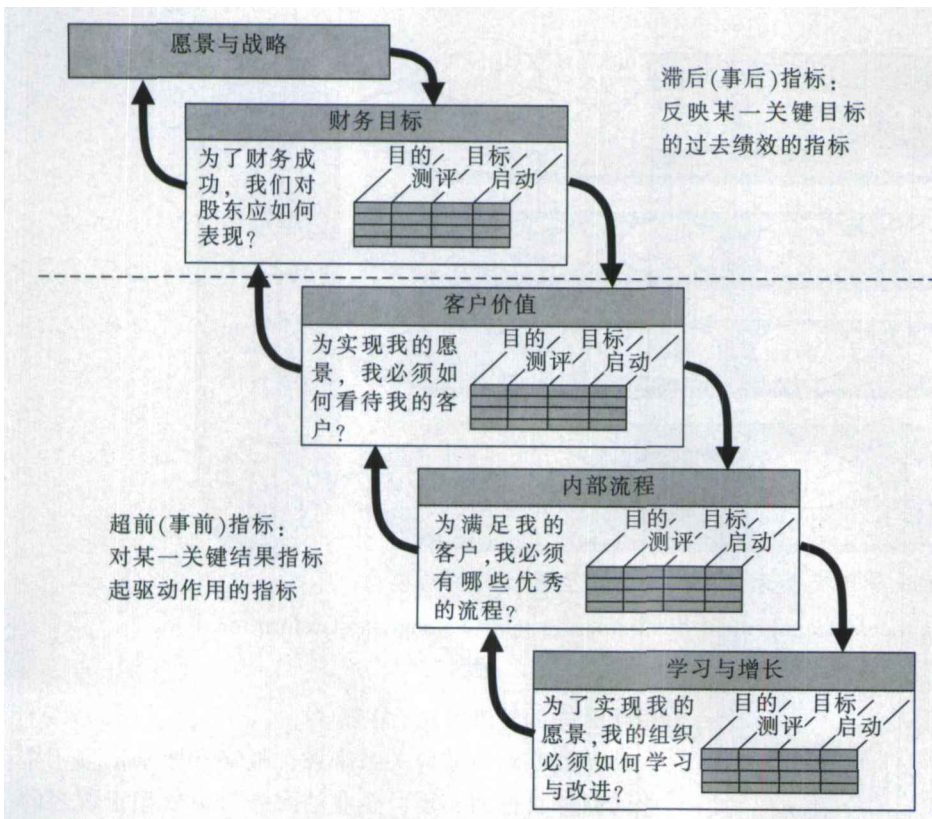 愿景与战略
滞后(事后)指标：
反映某一关键目标
的过去绩效的指标
财务目标
为了财务成
功，我们对
股东应如何
表现？
目的 目标
测评 启动
客户价值
为实现我的愿
景，我必须如
何看待我的客
户？
目的 目标
测评 启动
内部流程
为满足我的
客户,我必须
有哪些优秀
的流程？
目的 目标
测评 启动
超前(事前)指标：
对某一关键结果指标
起驱动作用的指标
学习与增长
为了实现我的
愿景,我的组织
必须如何学习
与改进？
目的 目标
测评 启动